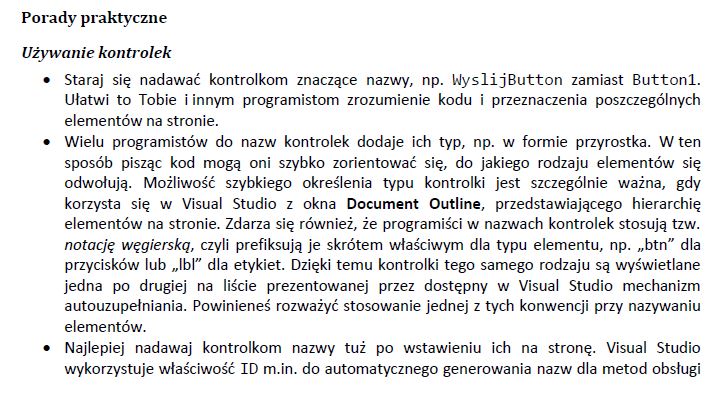 Porady praktyczne
Używanie kontrolek
• Staraj się nadawać kontrolkom znaczące nazwy, np. WyslijButton zamiast Button1.
Ułatwi to Tobie i innym programistom zrozumienie kodu i przeznaczenia poszczególnych
elementów na stronie.
• Wielu programistów do nazw kontrolek dodaje ich typ, np. w formie przyrostka. W ten
sposób pisząc kod mogą oni szybko zorientować się, do jakiego rodzaju elementów się
odwołują. Możliwość szybkiego określenia typu kontrolki jest szczególnie ważna, gdy
korzysta się w Visual Studio z okna Document Outline, przedstawiającego hierarchię
elementów na stronie. Zdarza się również, że programiści w nazwach kontrolek stosują tzw.
notację węgierską, czyli prefiksują je skrótem właściwym dla typu elementu, np. „btn” dla
przycisków lub „lbl” dla etykiet. Dzięki temu kontrolki tego samego rodzaju są wyświetlane
jedna po drugiej na liście prezentowanej przez dostępny w Visual Studio mechanizm
autouzupełniania. Powinieneś rozważyć stosowanie jednej z tych konwencji przy nazywaniu
elementów.
• Najlepiej nadawaj kontrolkom nazwy tuż po wstawieniu ich na stronę. Visual Studio
wykorzystuje właściwość ID m.in. do automatycznego generowania nazw dla metod obsługi